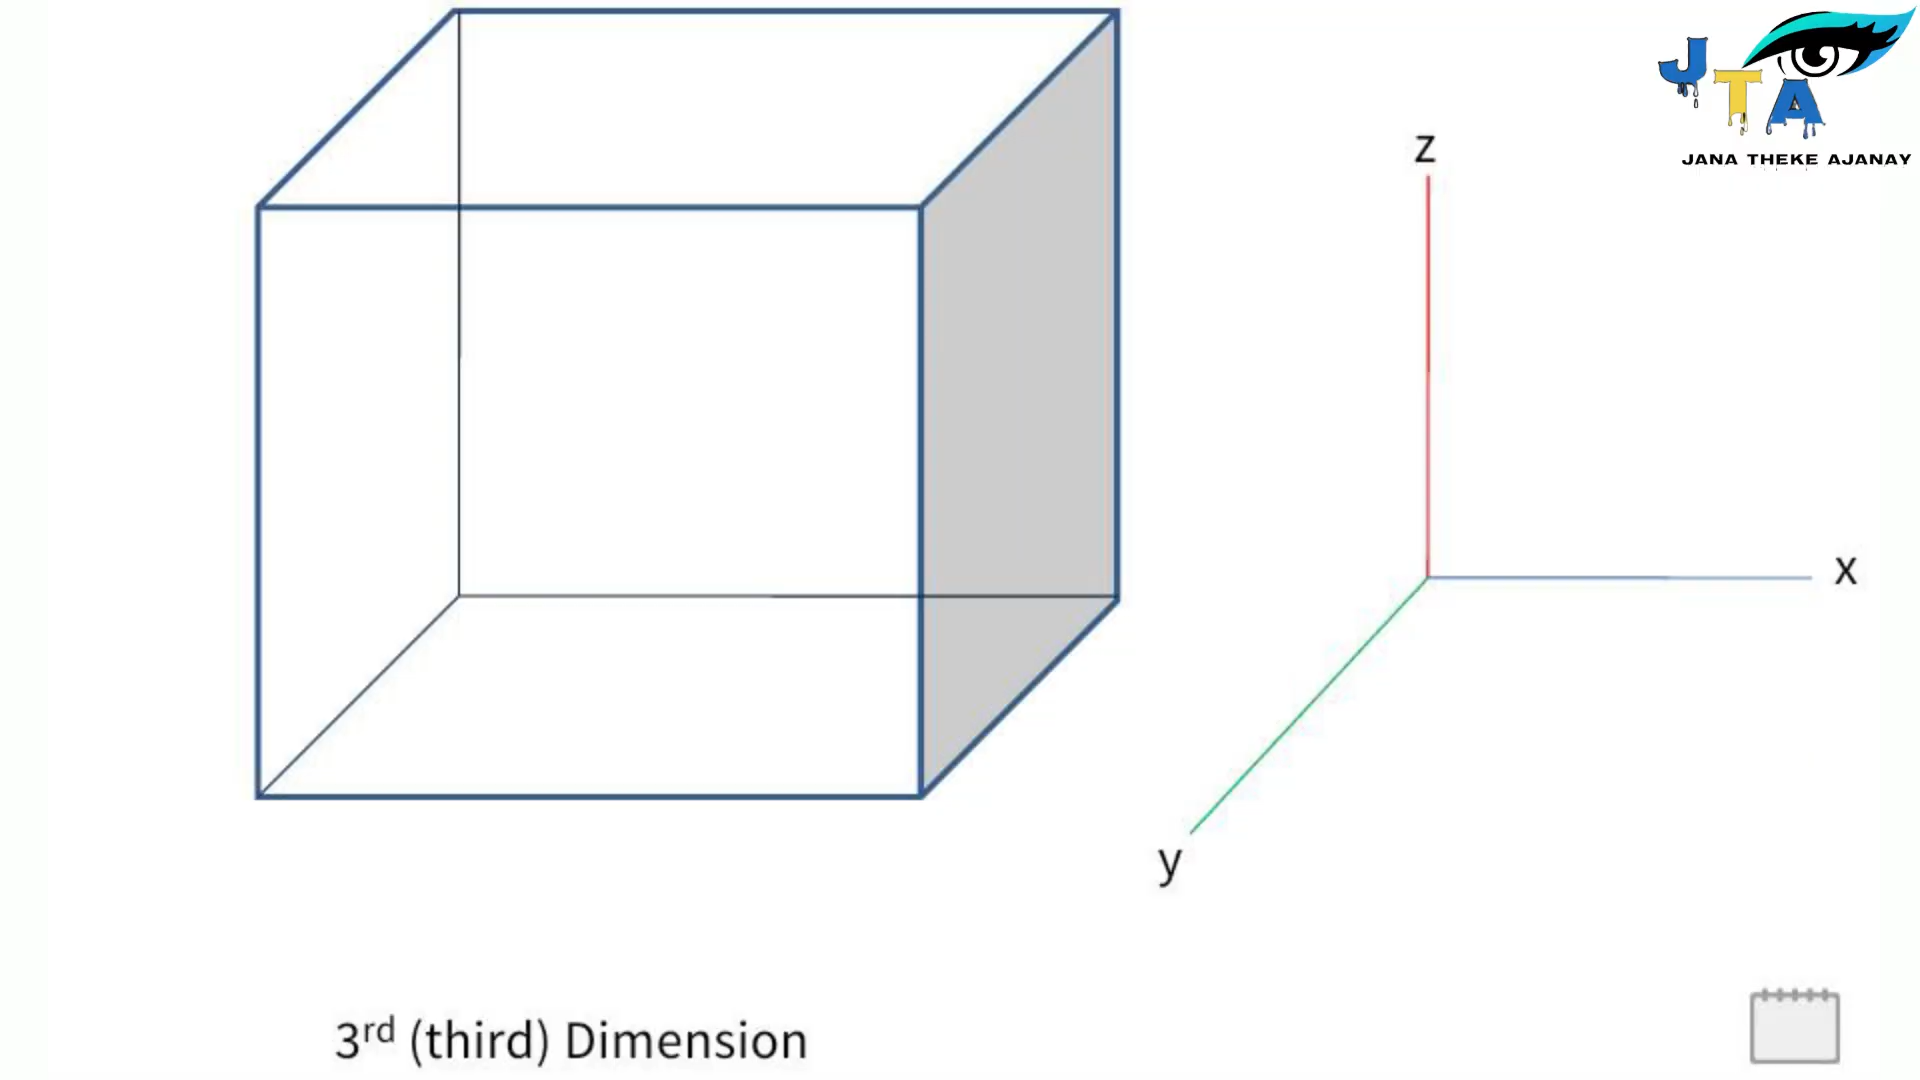 JTA
JANA THEKE AJANAY
z
x
y
3rd (third) Dimension